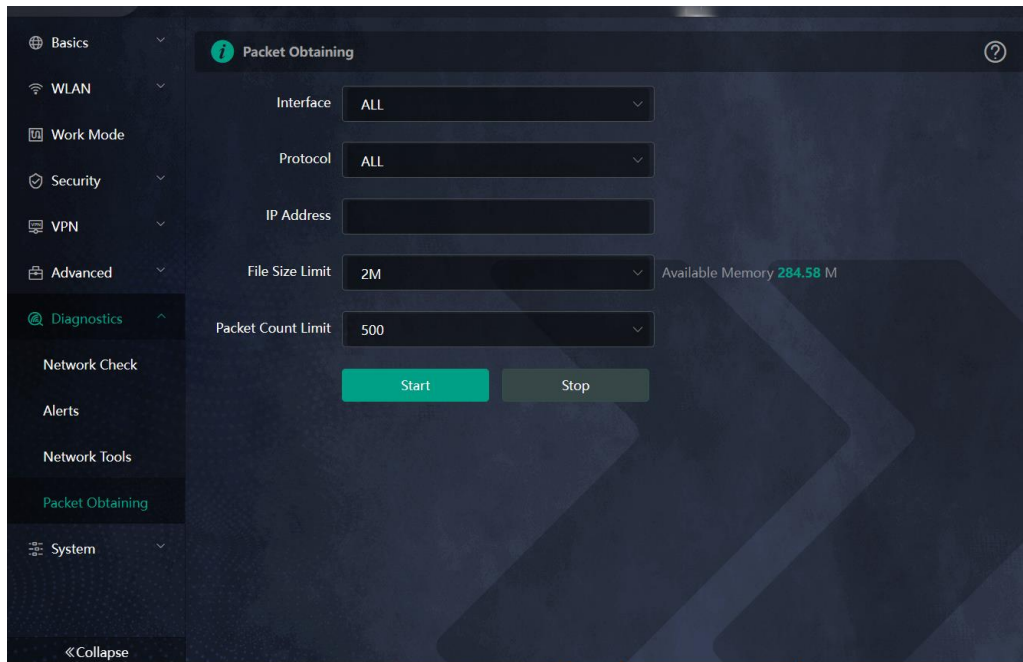 Basics
WLAN
Work Mode
Security
VPN
Advanced
Diagnostics
Network Check
Alerts
Network Tools
Packet Obtaining
System
Collapse
Packet Obtaining
Interface ALL
Protocol ALL
IP Address
File Size Limit 2M Available Memory 284.58 M
Packet Count Limit 500
Start Stop